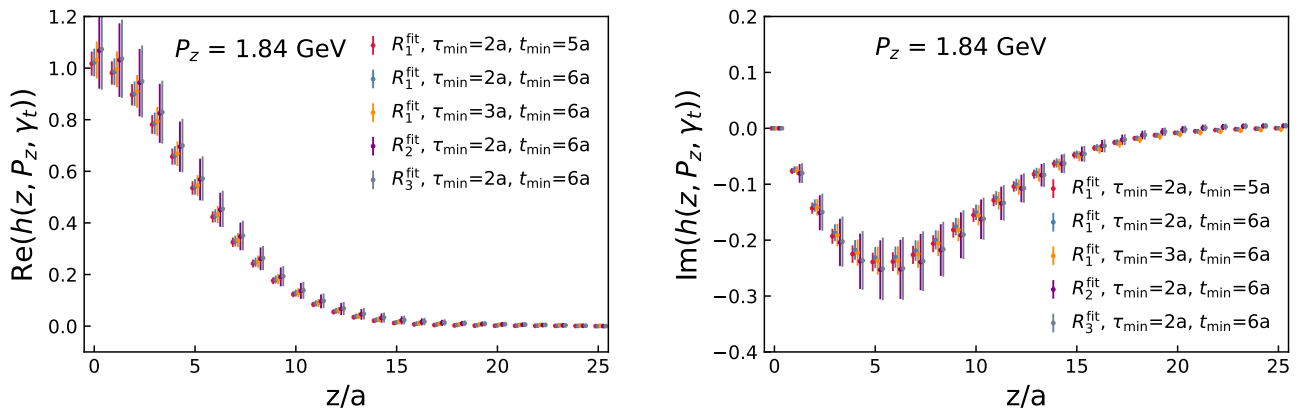 P_z = 1.84 GeV
R_1^fit, τ_min=2a, t_min=5a
R_1^fit, τ_min=2a, t_min=6a
R_1^fit, τ_min=3a, t_min=6a
R_2^fit, τ_min=2a, t_min=6a
R_3^fit, τ_min=2a, t_min=6a
Re(h(z, P_z, γ_t))
1.2
1.0
0.8
0.6
0.4
0.2
0.0
0 5 10 15 20 25
z/a
P_z = 1.84 GeV
Im(h(z, P_z, γ_t))
0.2
0.1
0.0
−0.1
−0.2
−0.3
−0.4
R_1^fit, τ_min=2a, t_min=5a
R_1^fit, τ_min=2a, t_min=6a
R_1^fit, τ_min=3a, t_min=6a
R_2^fit, τ_min=2a, t_min=6a
R_3^fit, τ_min=2a, t_min=6a
0 5 10 15 20 25
z/a